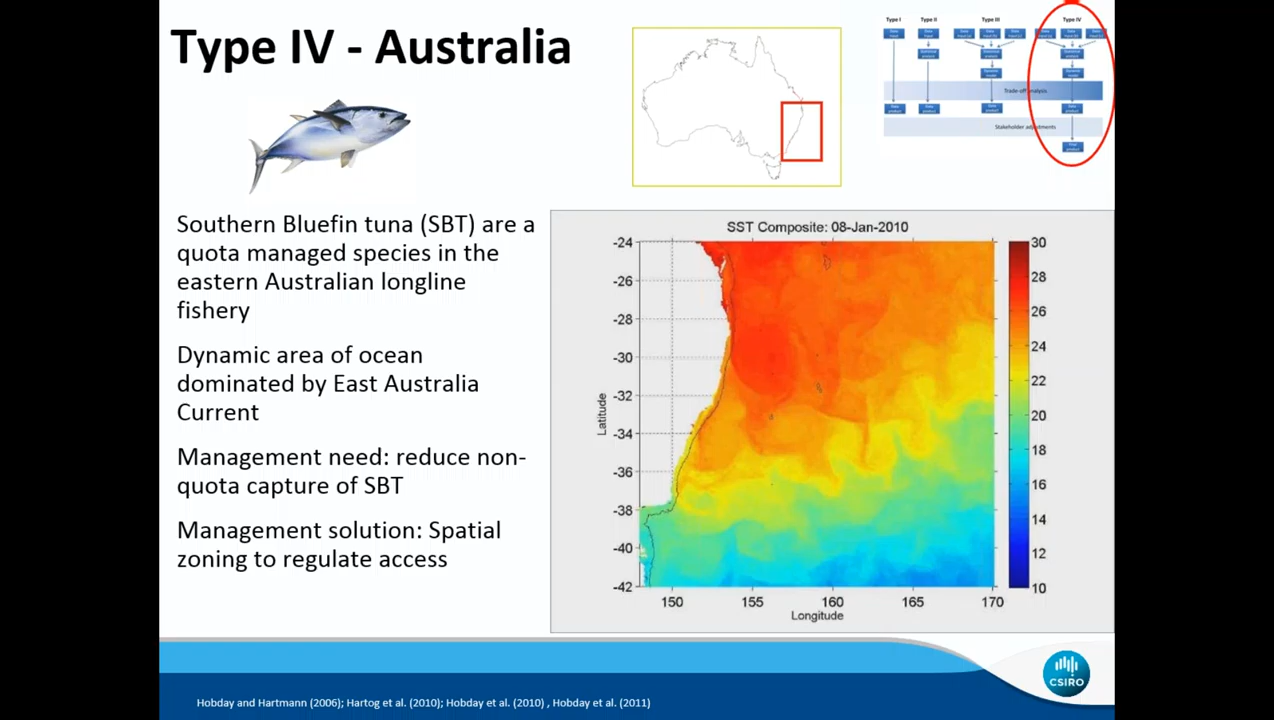 Type IV - Australia
Type I
Type II
Type III
Type IV
Trade-off analysis
Stakeholder adjustments
Southern Bluefin tuna (SBT) are a
quota managed species in the
eastern Australian longline
fishery
Dynamic area of ocean
dominated by East Australia
Current
Management need: reduce non-
quota capture of SBT
Management solution: Spatial
zoning to regulate access
SST Composite: 08-Jan-2010
-24
-26
-28
-30
-32
-34
-36
-38
-40
-42
Latitude
150
155
160
165
170
Longitude
30
28
26
24
22
20
18
16
14
12
10
CSIRO
Hobday and Hartmann (2006); Hartog et al. (2010); Hobday et al. (2010) , Hobday et al. (2011)